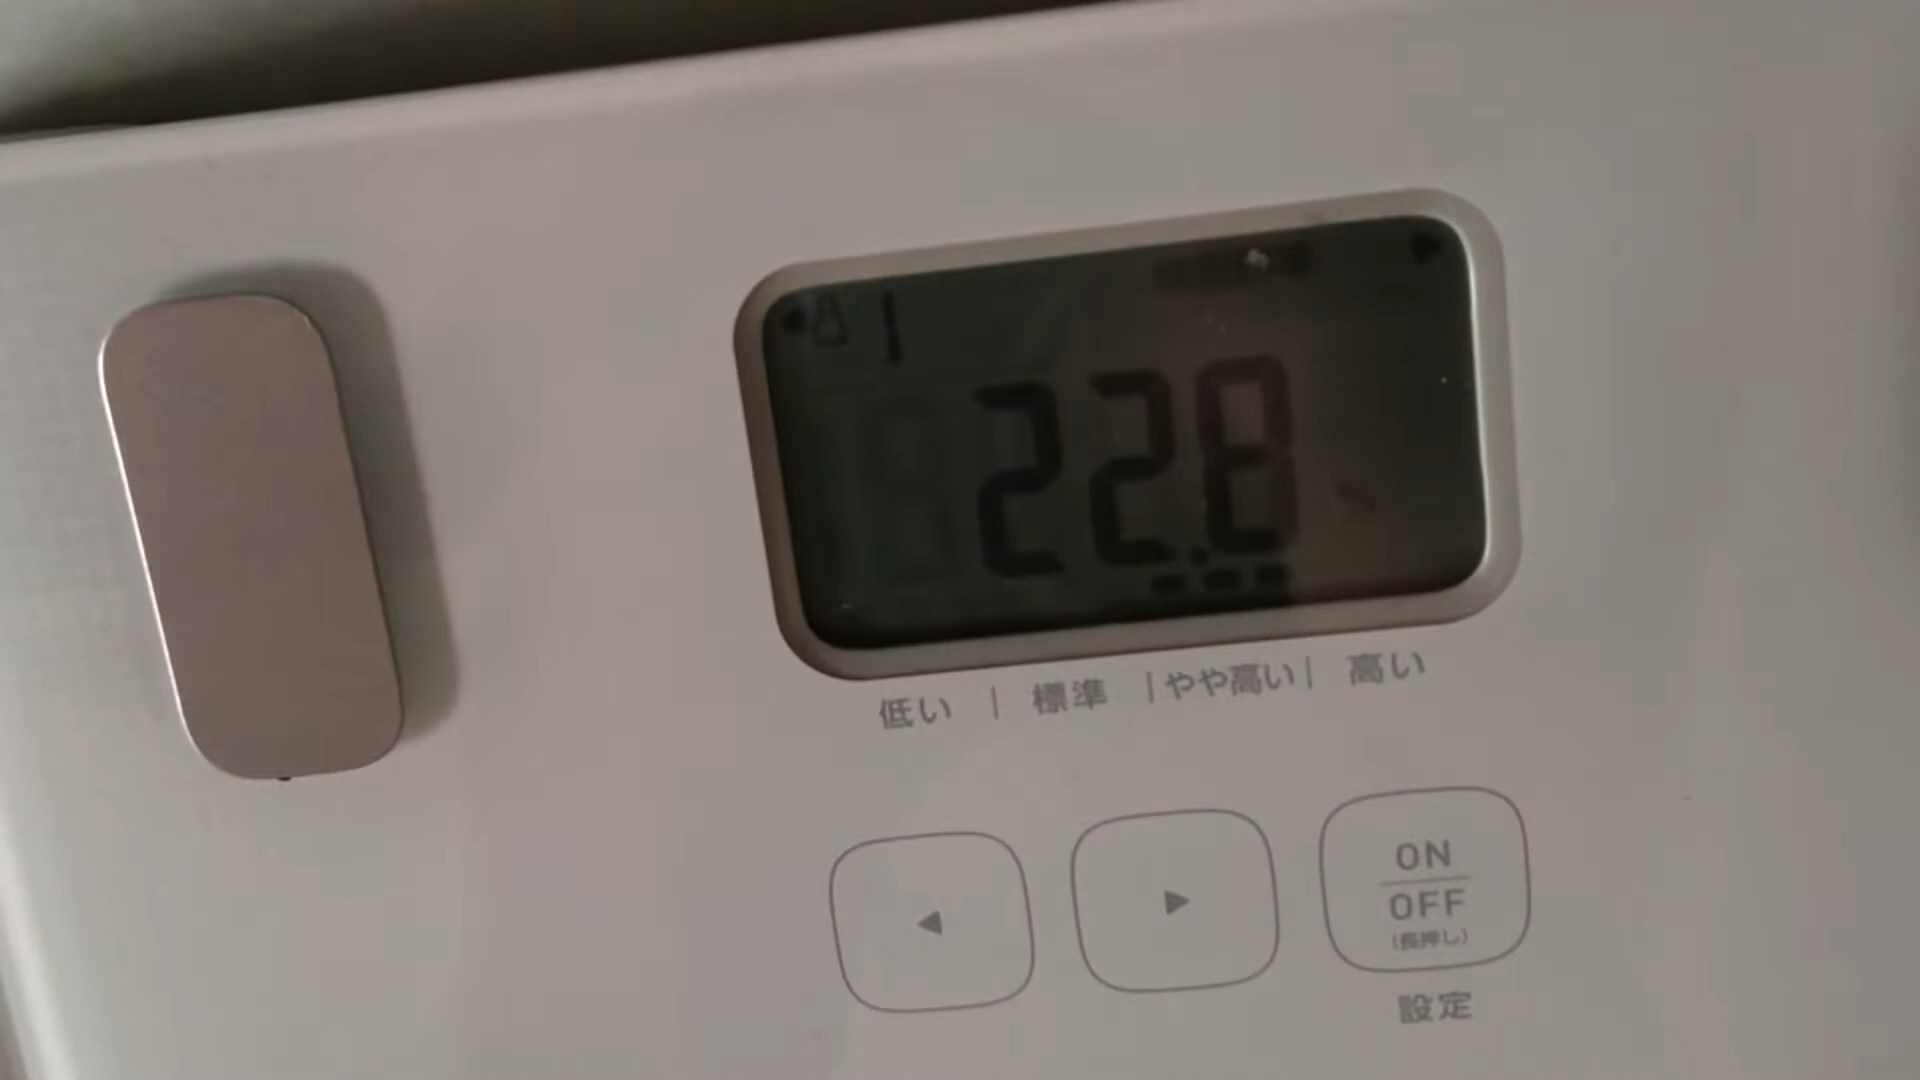 1
22.8
低い | 標準 | やや高い | 高い
◀ ▶ ON
OFF
(長押し)
設定